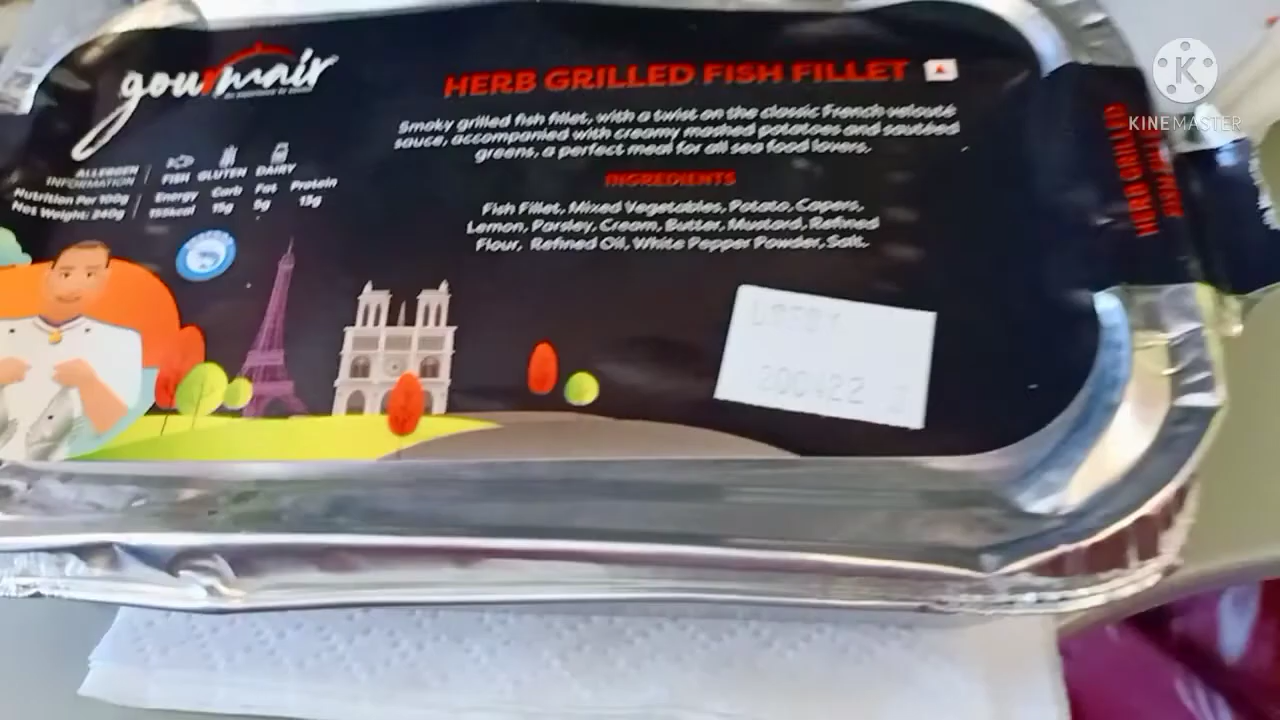 gourmair
HERB GRILLED FISH FILLET
Smoky grilled fish fillet, with a twist on the classic French velouté
sauce, accompanied with creamy mashed potatoes and sautéed
greens, a perfect meal for all sea food lovers.
INGREDIENTS
Fish Fillet, Mixed Vegetables, Potato, Capers,
Lemon, Parsley, Cream, Butter, Mustard, Refined
Flour, Refined Oil, White Pepper Powder, Salt.
ALLERGEN
INFORMATION
FISH GLUTEN DAIRY
Nutrition Per 100g
Net Weight: 240g
Energy Carb Fat Protein
155kcal 15g 5g 13g
200422
HERB GRILLED
K
KINEMASTER